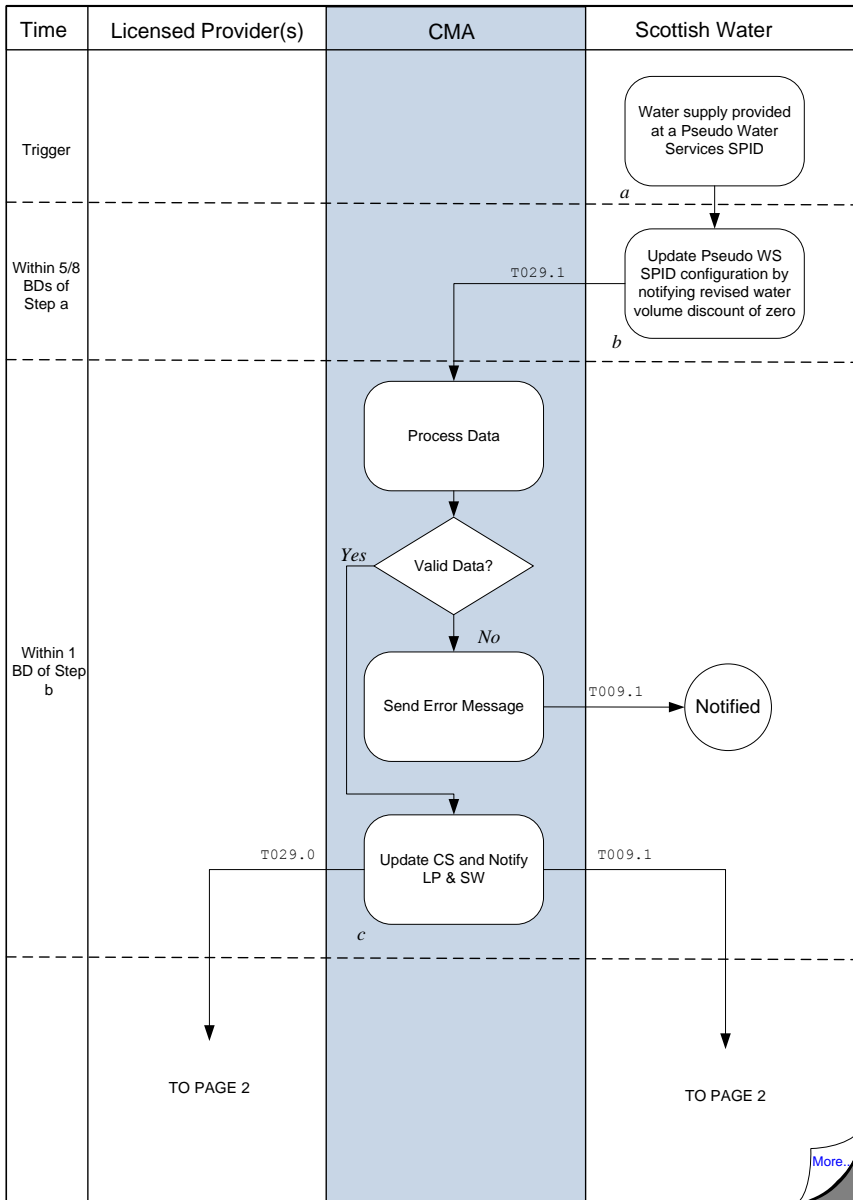 Time
Licensed Provider(s)
CMA
Scottish Water
Trigger
Water supply provided
at a Pseudo Water
Services SPID
a
Within 5/8
BDs of
Step a
T029.1
Update Pseudo WS
SPID configuration by
notifying revised water
volume discount of zero
b
Process Data
Valid Data?
Yes
No
Within 1
BD of Step
b
Send Error Message
T009.1
Notified
T029.0
Update CS and Notify
LP & SW
T009.1
c
TO PAGE 2
TO PAGE 2
More..